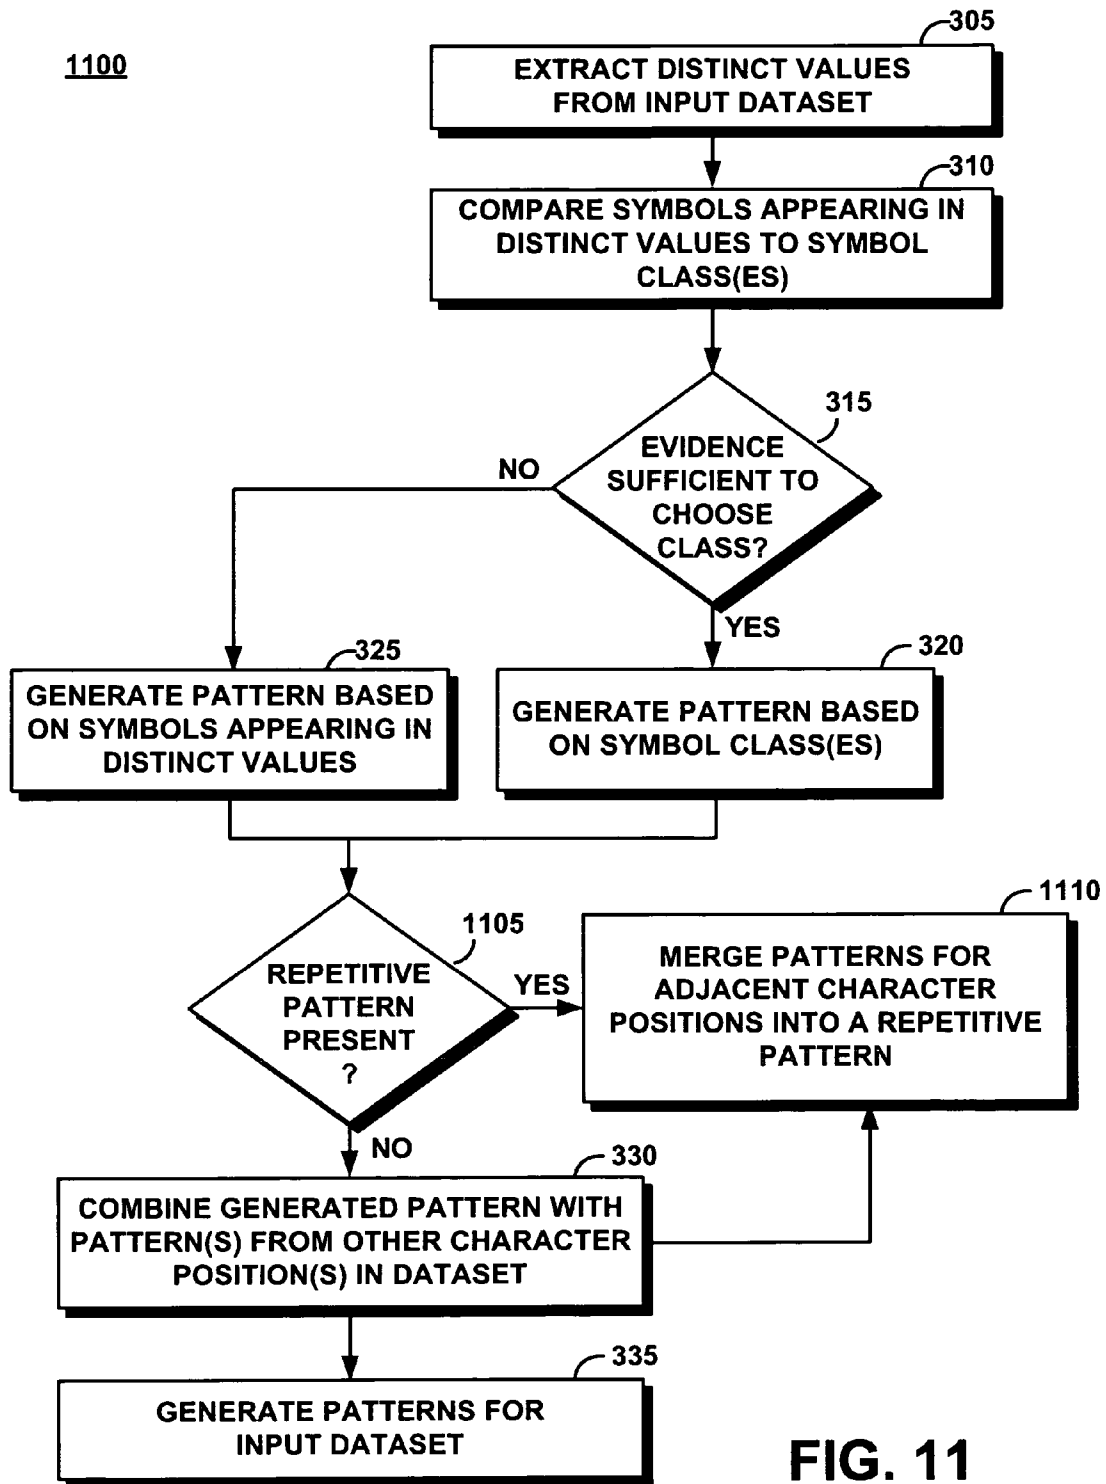 1100
305
EXTRACT DISTINCT VALUES
FROM INPUT DATASET
310
COMPARE SYMBOLS APPEARING IN
DISTINCT VALUES TO SYMBOL
CLASS(ES)
315
EVIDENCE
SUFFICIENT TO
CHOOSE
CLASS?
NO
YES
325
GENERATE PATTERN BASED
ON SYMBOLS APPEARING IN
DISTINCT VALUES
320
GENERATE PATTERN BASED
ON SYMBOL CLASS(ES)
1105
REPETITIVE
PATTERN
PRESENT
?
YES
NO
1110
MERGE PATTERNS FOR
ADJACENT CHARACTER
POSITIONS INTO A REPETITIVE
PATTERN
330
COMBINE GENERATED PATTERN WITH
PATTERN(S) FROM OTHER CHARACTER
POSITION(S) IN DATASET
335
GENERATE PATTERNS FOR
INPUT DATASET
FIG. 11